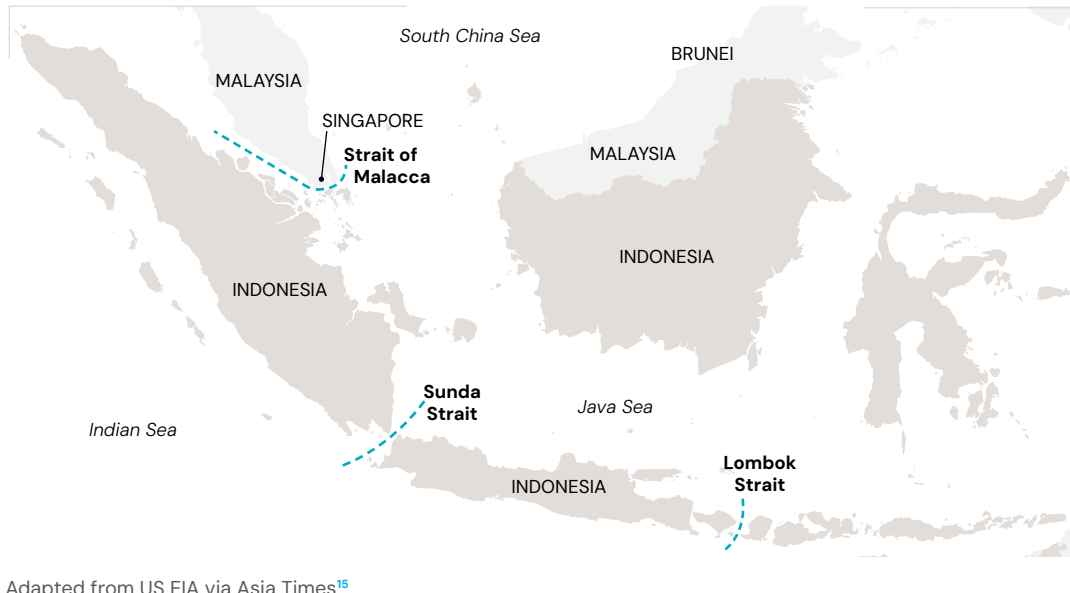 South China Sea
BRUNEI
MALAYSIA
SINGAPORE
Strait of
Malacca
MALAYSIA
INDONESIA
INDONESIA
Sunda
Strait
Java Sea
Indian Sea
Lombok
Strait
INDONESIA
Adapted from US EIA via Asia Times15